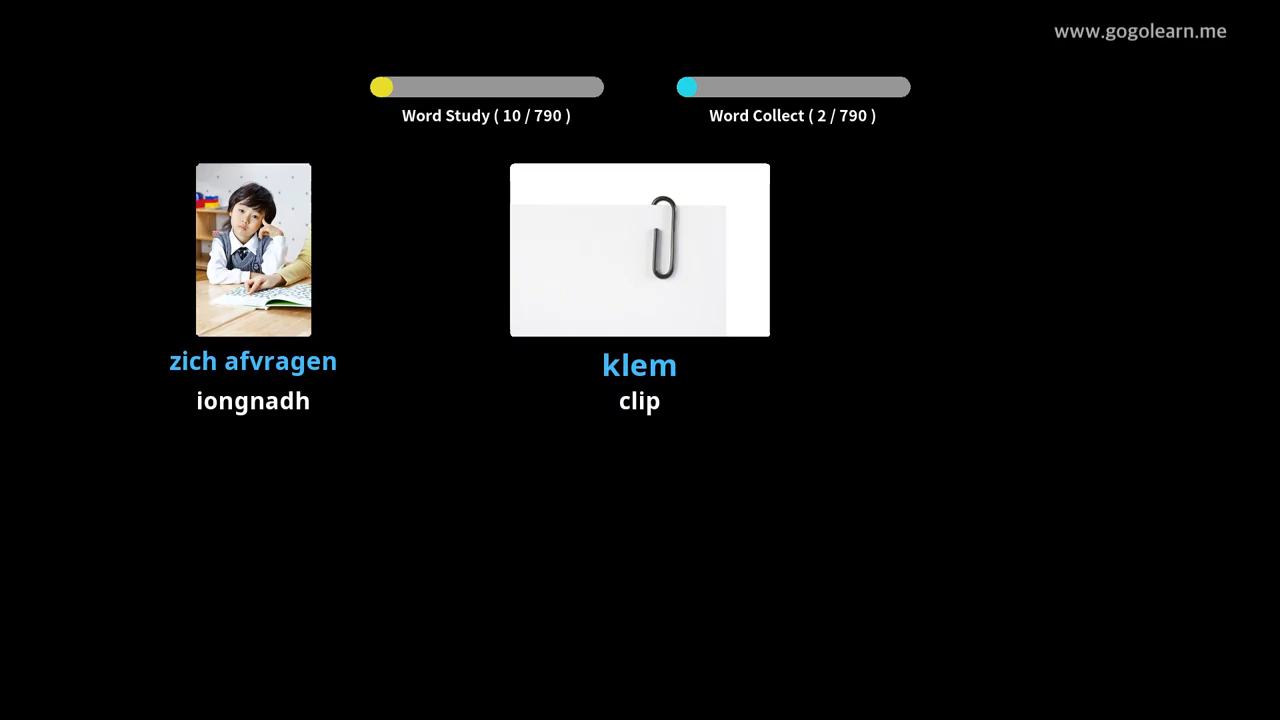 www.gogolearn.me
Word Study ( 10 / 790 )
Word Collect ( 2 / 790 )
zich afvragen
iongnadh
klem
clip